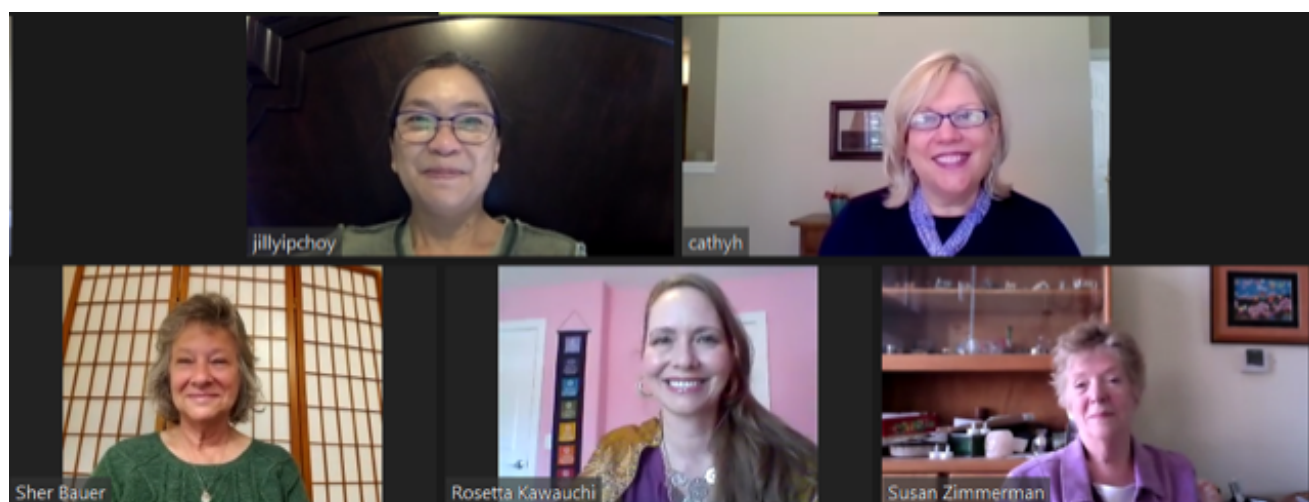 jillyipchoy
cathyh
Sher Bauer
Rosetta Kawauchi
Susan Zimmerman